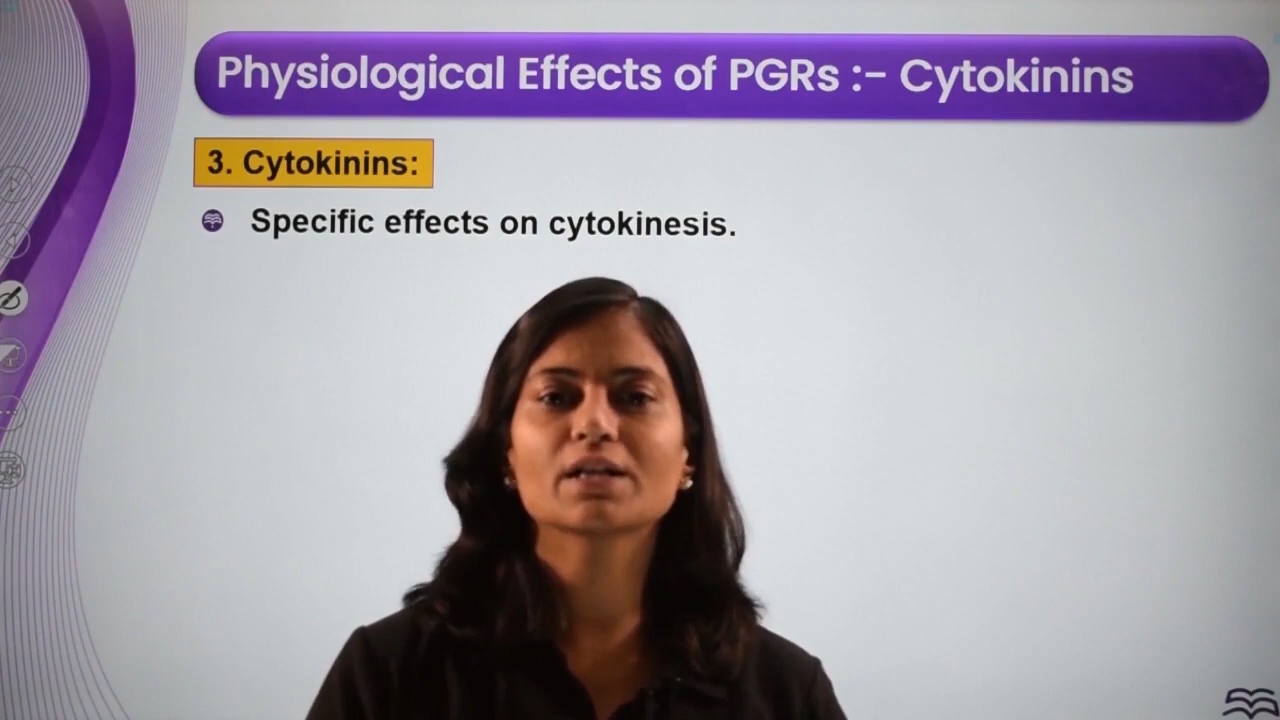 Physiological Effects of PGRs :- Cytokinins
3. Cytokinins:
Specific effects on cytokinesis.